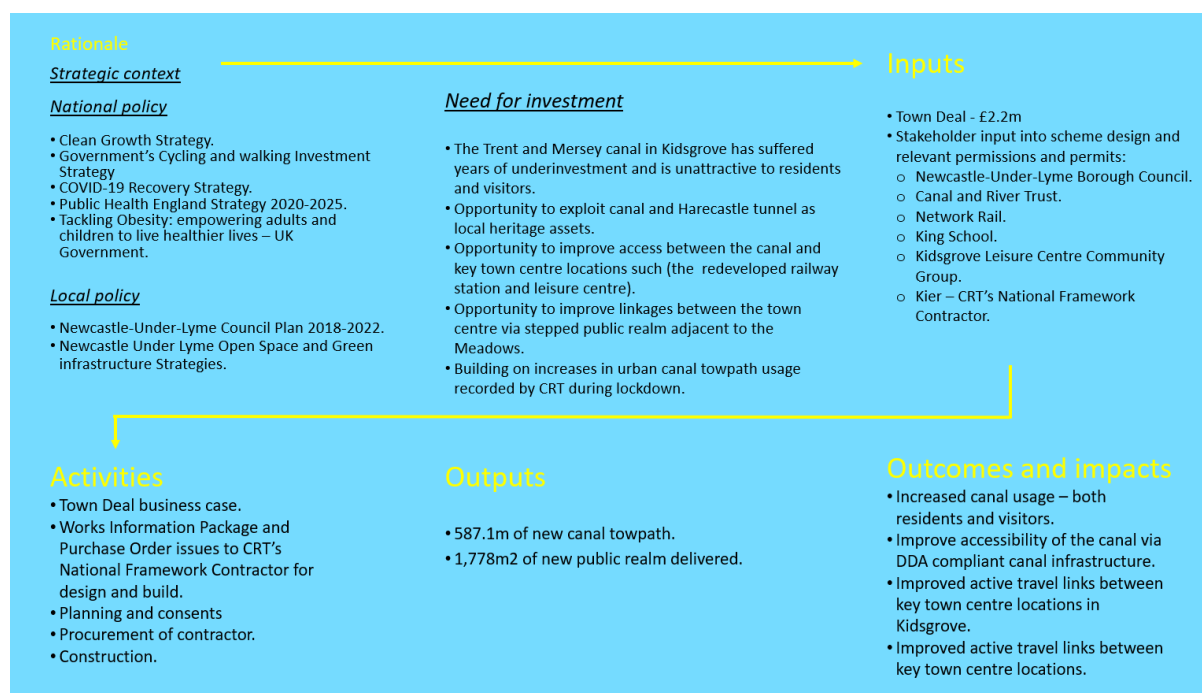 Rationale
Strategic context
National policy
• Clean Growth Strategy.
• Government's Cycling and walking Investment
Strategy
• COVID-19 Recovery Strategy.
• Public Health England Strategy 2020-2025.
• Tackling Obesity: empowering adults and
children to live healthier lives – UK
Government.
Local policy
• Newcastle-Under-Lyme Council Plan 2018-2022.
• Newcastle Under Lyme Open Space and Green
infrastructure Strategies.
Need for investment
• The Trent and Mersey canal in Kidsgrove has suffered
years of underinvestment and is unattractive to residents
and visitors.
• Opportunity to exploit canal and Harecastle tunnel as
local heritage assets.
• Opportunity to improve access between the canal and
key town centre locations such (the redeveloped railway
station and leisure centre).
• Opportunity to improve linkages between the town
centre via stepped public realm adjacent to the
Meadows.
• Building on increases in urban canal towpath usage
recorded by CRT during lockdown.
Inputs
• Town Deal - £2.2m
• Stakeholder input into scheme design and
relevant permissions and permits:
o Newcastle-Under-Lyme Borough Council.
o Canal and River Trust.
o Network Rail.
o King School.
o Kidsgrove Leisure Centre Community
Group.
o Kier – CRT's National Framework
Contractor.
Activities
• Town Deal business case.
• Works Information Package and
Purchase Order issues to CRT's
National Framework Contractor for
design and build.
• Planning and consents
• Procurement of contractor.
• Construction.
Outputs
• 587.1m of new canal towpath.
• 1,778m2 of new public realm delivered.
Outcomes and impacts
• Increased canal usage – both
residents and visitors.
• Improve accessibility of the canal via
DDA compliant canal infrastructure.
• Improved active travel links between
key town centre locations in
Kidsgrove.
• Improved active travel links between
key town centre locations.